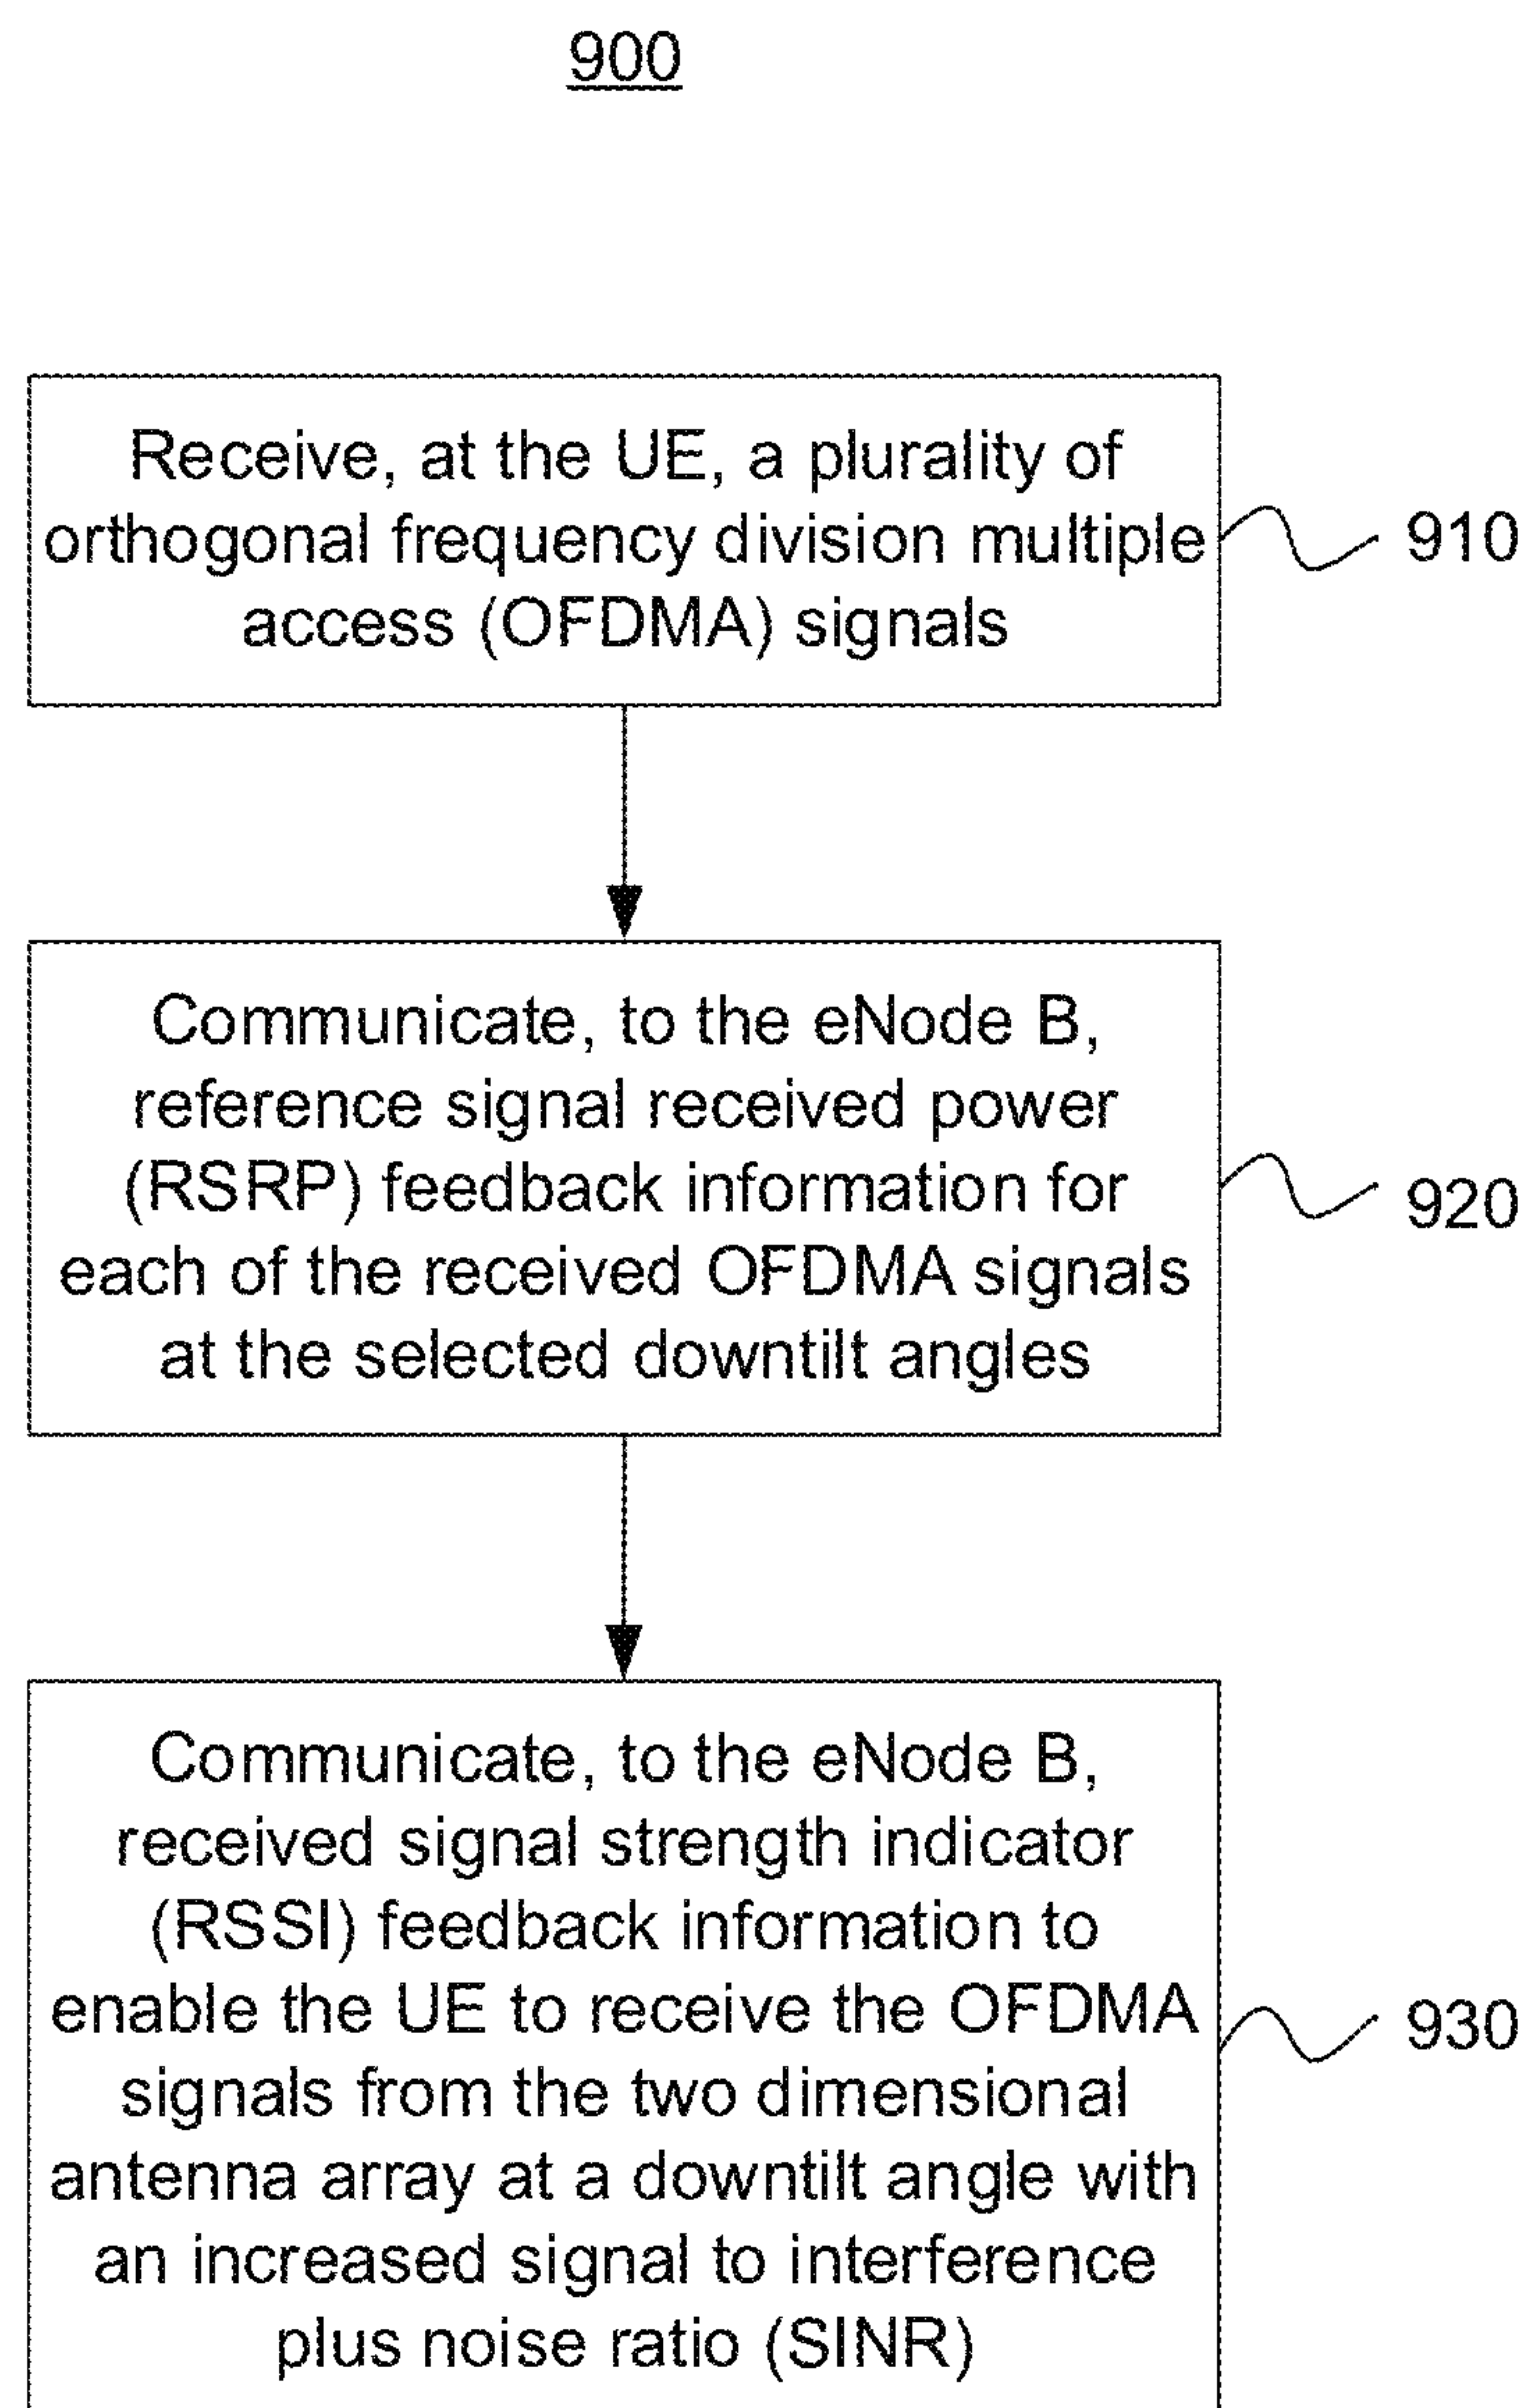 900
Receive, at the UE, a plurality of
orthogonal frequency division multiple
access (OFDMA) signals
910
Communicate, to the eNode B,
reference signal received power
(RSRP) feedback information for
each of the received OFDMA signals
at the selected downtilt angles
920
Communicate, to the eNode B,
received signal strength indicator
(RSSI) feedback information to
enable the UE to receive the OFDMA
signals from the two dimensional
antenna array at a downtilt angle with
an increased signal to interference
plus noise ratio (SINR)
930